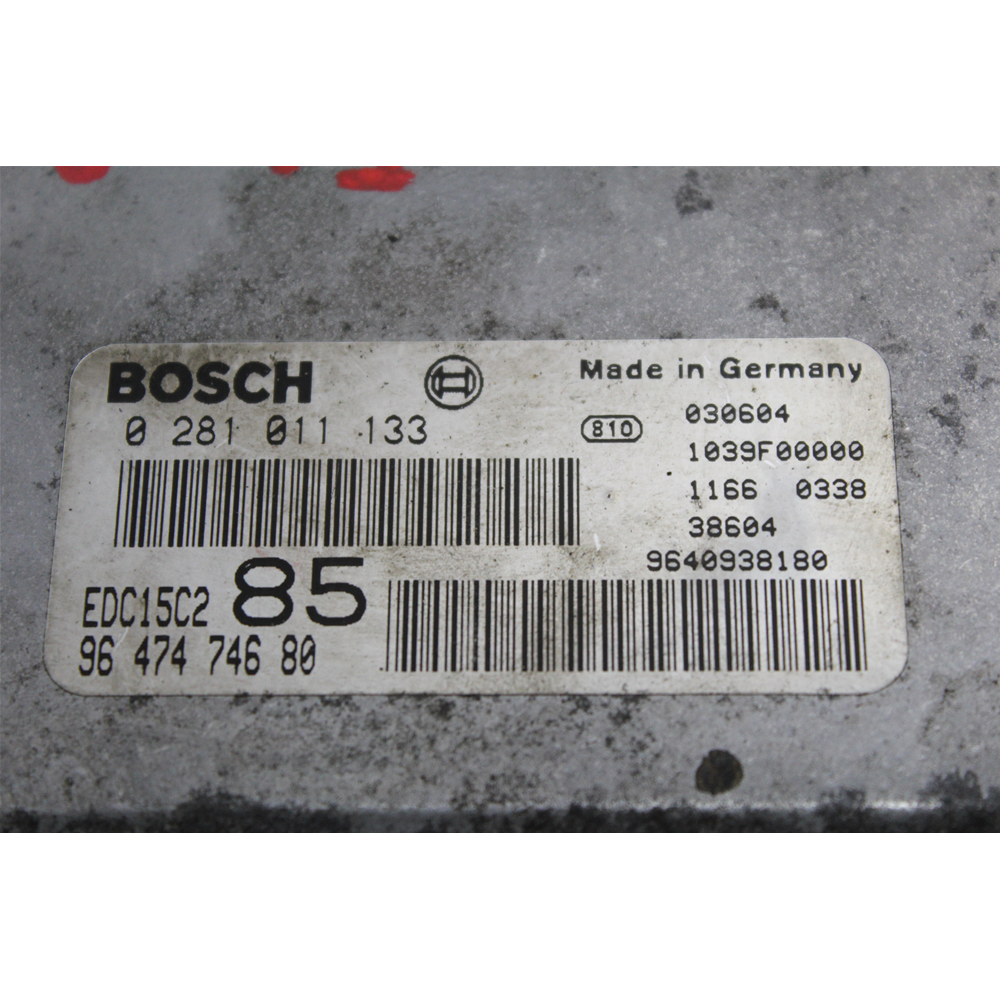 BOSCH
Made in Germany
0 281 011 133
810
030604
1039F00000
1166 0338
38604
9640938180
EDC15C2 85
96 474 746 80